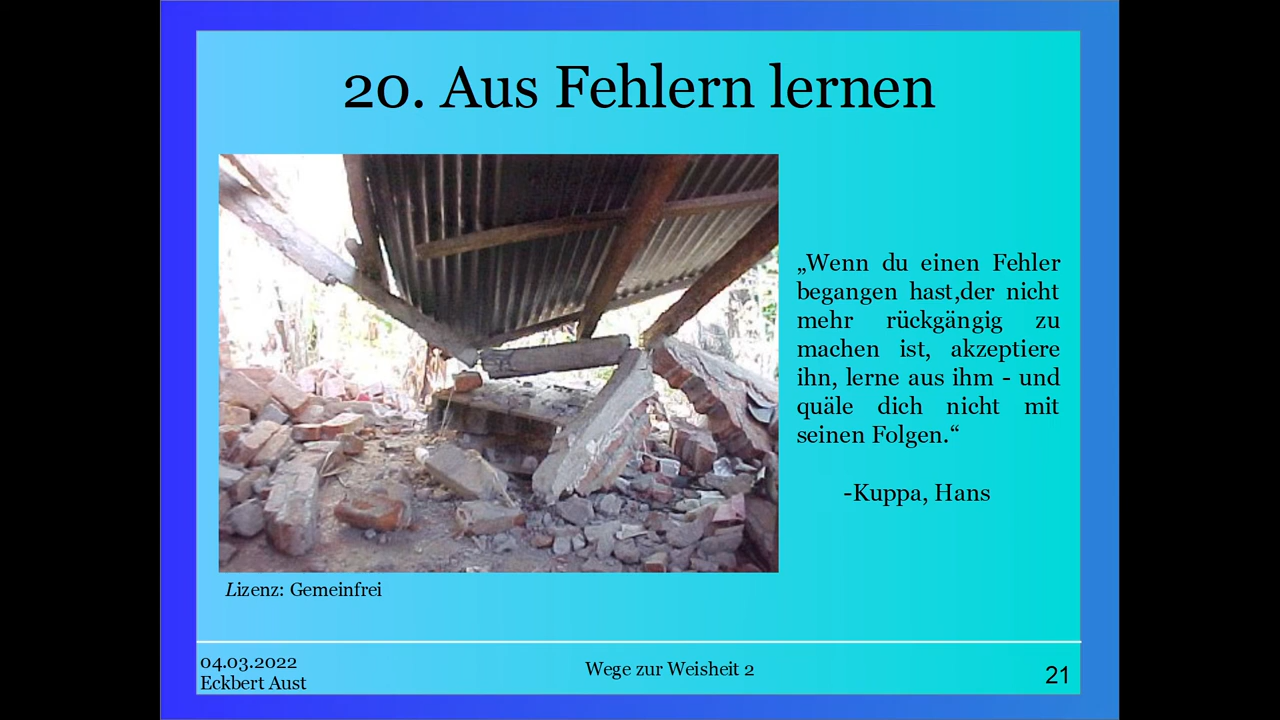 20. Aus Fehlern lernen
„Wenn du einen Fehler
begangen hast,der nicht
mehr rückgängig zu
machen ist, akzeptiere
ihn, lerne aus ihm - und
quäle dich nicht mit
seinen Folgen.“
-Kuppa, Hans
Lizenz: Gemeinfrei
04.03.2022
Eckbert Aust
Wege zur Weisheit 2
21